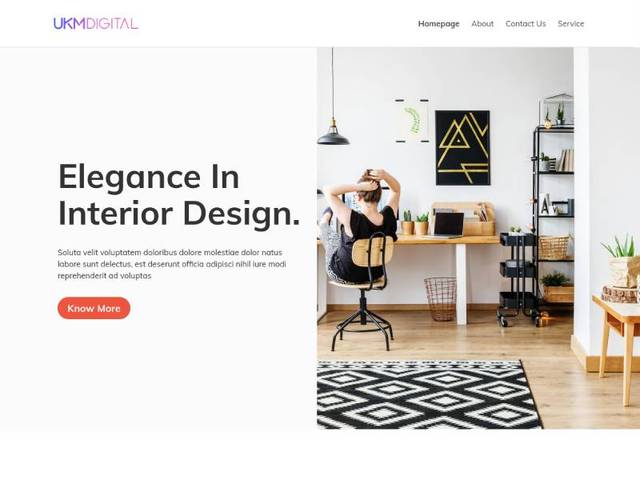 UKMDIGITAL
Homepage About Contact Us Service
Elegance In
Interior Design.
Soluta velit voluptatem doloribus dolore molestiae dolor natus
labore sunt delectus, est deserunt officia adipisci nihil iure modi
reprehenderit ad voluptas
Know More
A